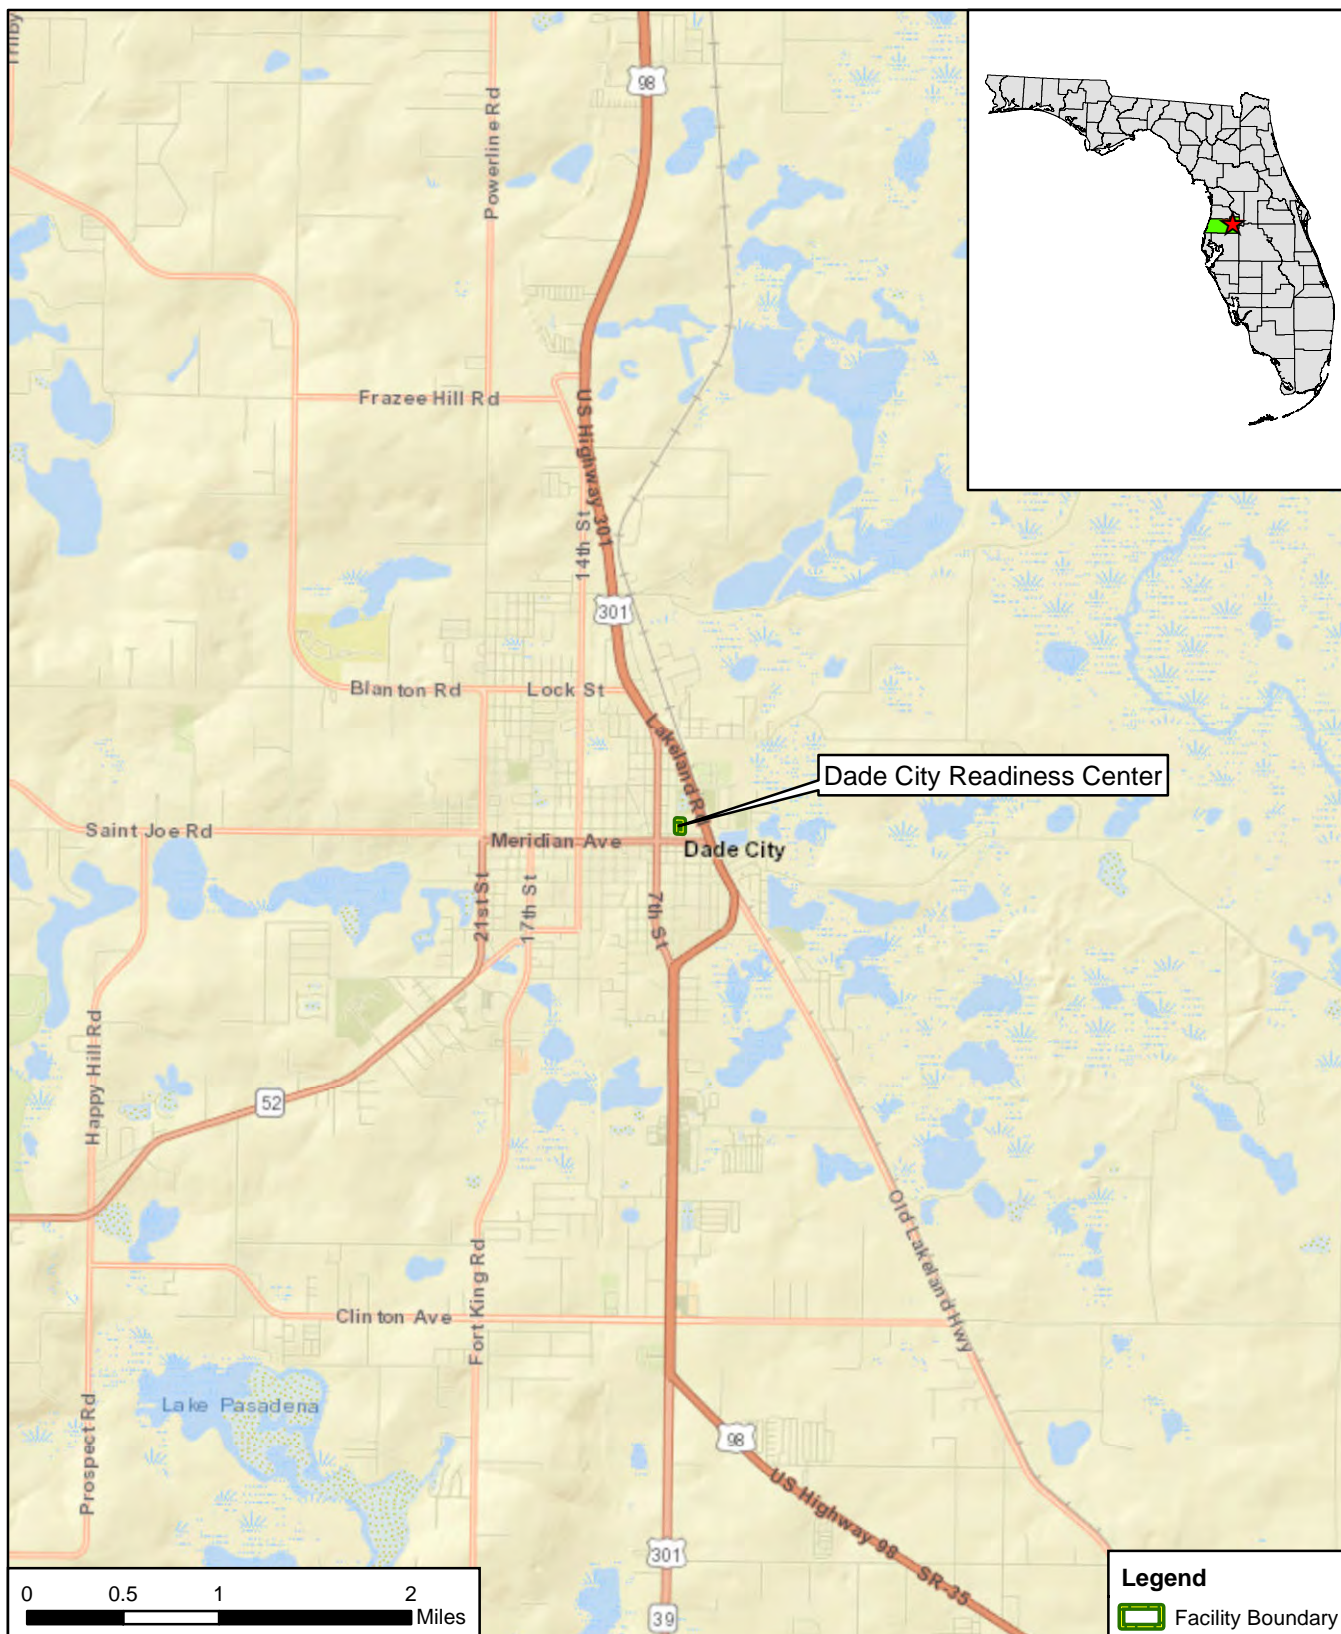 Trilby
98
Powerline Rd
Frazee Hill Rd
US Highway 301
14th St
301
Blanton Rd
Lock St
Lakeland Rd
Dade City Readiness Center
Saint Joe Rd
Meridian Ave
Dade City
21st St
17th St
7th St
Happy Hill Rd
52
Old Lakeland Hwy
Fort King Rd
Clinton Ave
Lake Pasadena
Prospect Rd
98
US Highway 98
SR-35
301
39
0 0.5 1 2
Miles
Legend
Facility Boundary